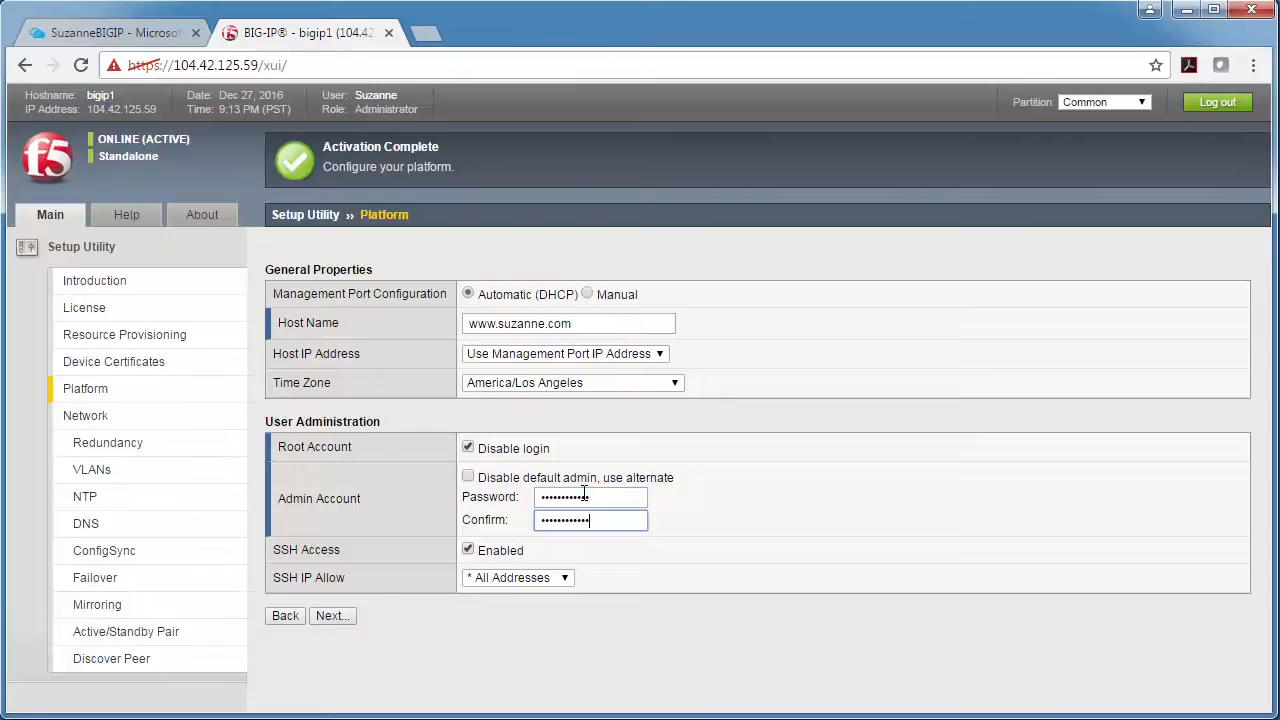 SuzanneBIGIP - Microsof
BIG-IP® - bigip1 (104.42
https://104.42.125.59/xui/
Hostname: bigip1
IP Address: 104.42.125.59
Date: Dec 27, 2016
Time: 9:13 PM (PST)
User: Suzanne
Role: Administrator
Partition: Common
Log out
f5
ONLINE (ACTIVE)
Standalone
Activation Complete
Configure your platform.
Main
Help
About
Setup Utility »» Platform
Setup Utility
Introduction
License
Resource Provisioning
Device Certificates
Platform
Network
Redundancy
VLANs
NTP
DNS
ConfigSync
Failover
Mirroring
Active/Standby Pair
Discover Peer
General Properties
Management Port Configuration
Automatic (DHCP) Manual
Host Name
www.suzanne.com
Host IP Address
Use Management Port IP Address
Time Zone
America/Los Angeles
User Administration
Root Account
Disable login
Admin Account
Disable default admin, use alternate
Password: ••••••••••••
Confirm: ••••••••••••
SSH Access
Enabled
SSH IP Allow
* All Addresses
Back
Next...